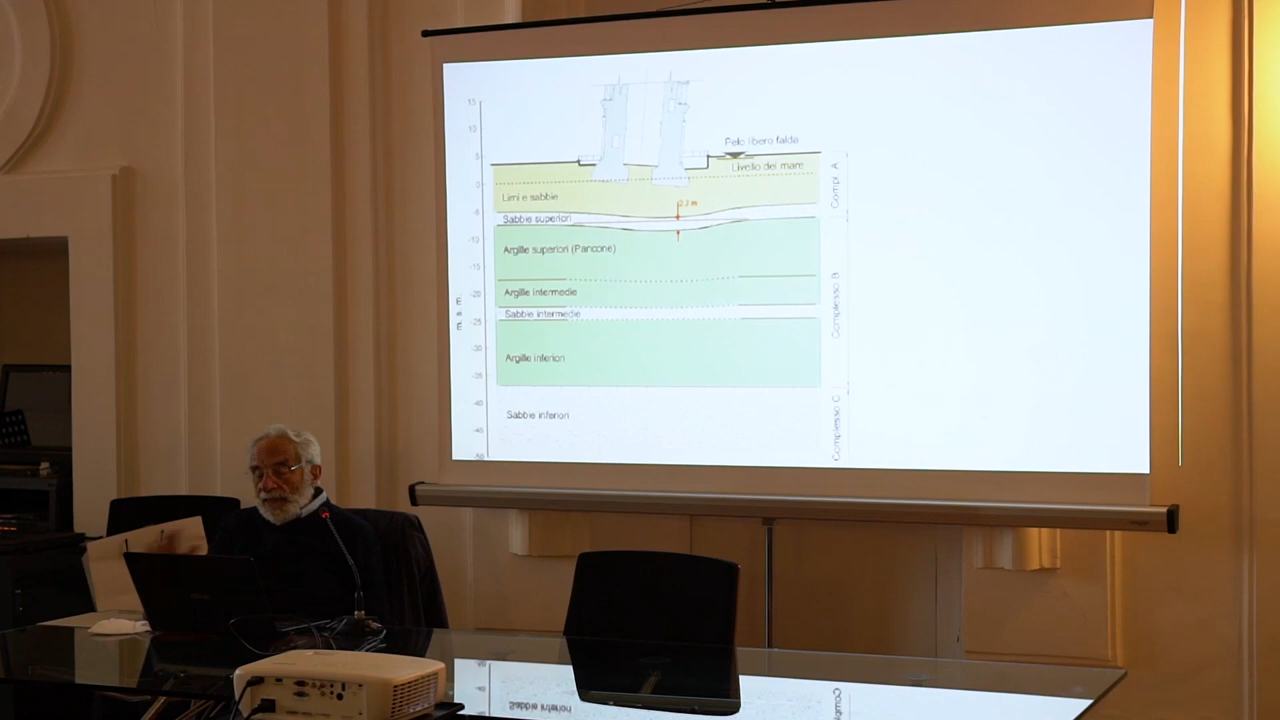 15
10
Pelo libero falda
5
Livello del mare
0
Limi e sabbie
Compl. A
2.2 m
-5
Sabbie superiori
-10
Argille superiori (Pancone)
-15
-20
Argille intermedie
Complesso B
Sabbie intermedie
-25
-30
Argille inferiori
-35
-40
Sabbie inferiori
Complesso C
-45
-50